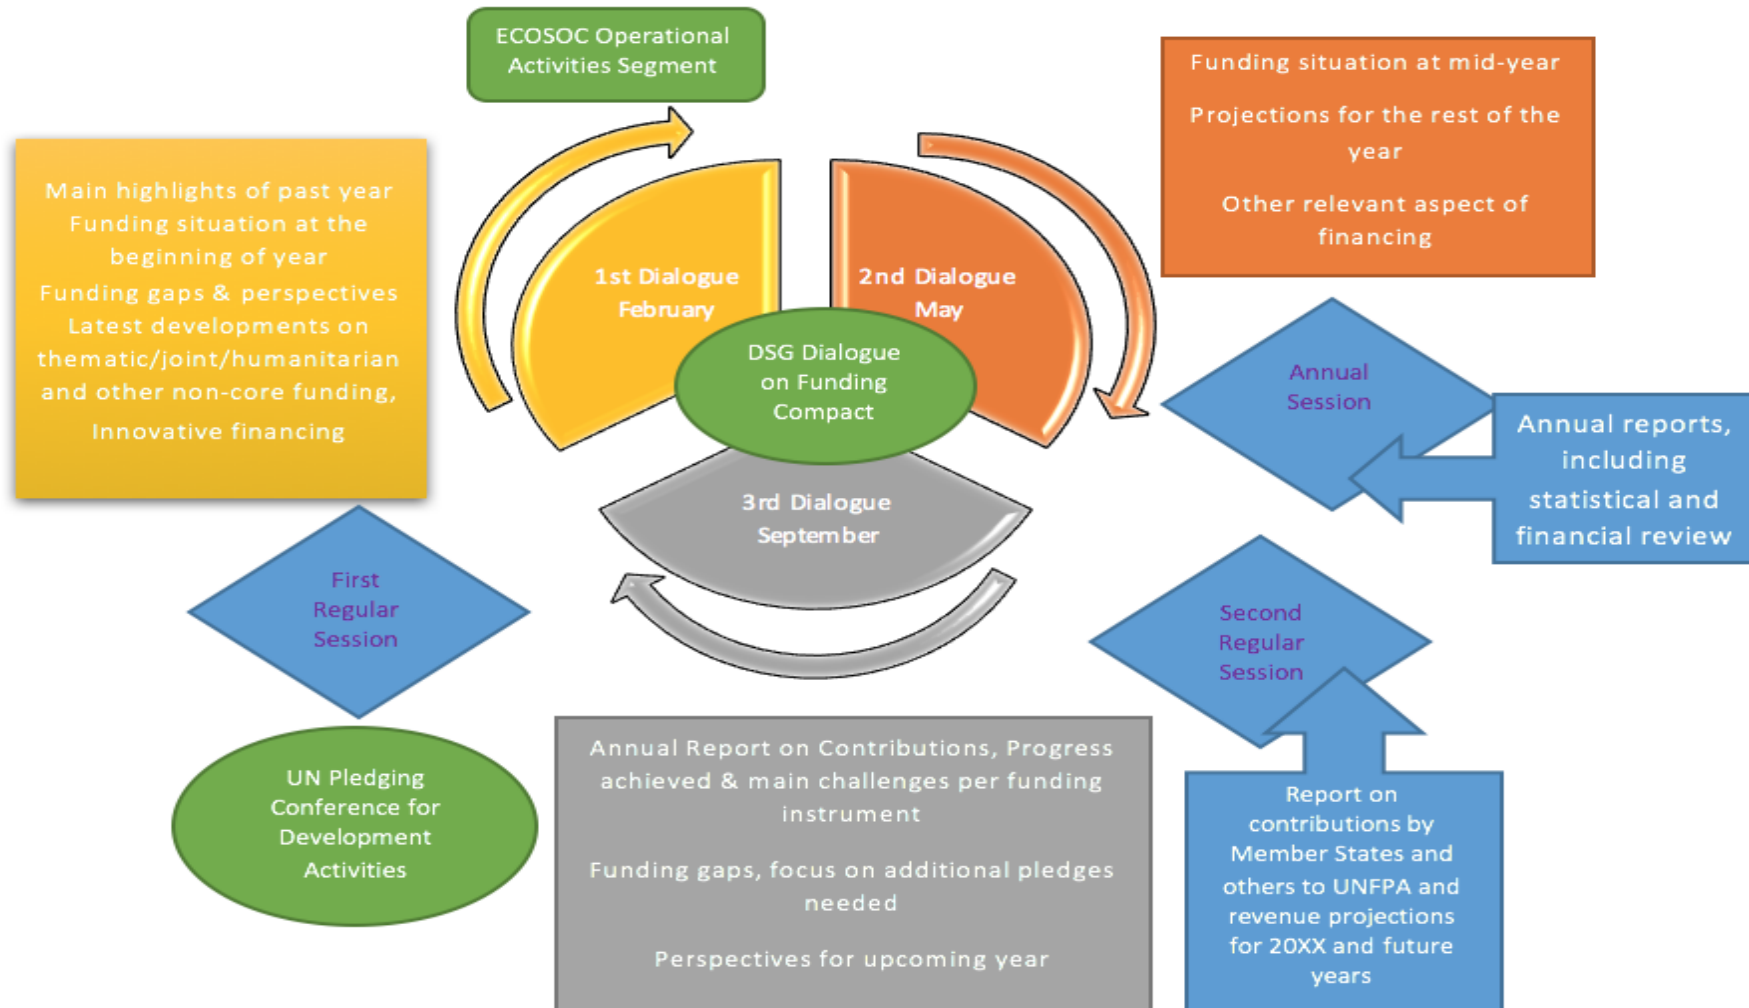 ECOSOC Operational
Activities Segment
Main highlights of past year
Funding situation at the
beginning of year
Funding gaps & perspectives
Latest developments on
thematic/joint/humanitarian
and other non-core funding,
Innovative financing
1st Dialogue
February
2nd Dialogue
May
Funding situation at mid-year
Projections for the rest of the
year
Other relevant aspect of
financing
DSG Dialogue
on Funding
Compact
Annual
Session
Annual reports,
including
statistical and
financial review
3rd Dialogue
September
First
Regular
Session
Second
Regular
Session
UN Pledging
Conference for
Development
Activities
Annual Report on Contributions, Progress
achieved & main challenges per funding
instrument
Funding gaps, focus on additional pledges
needed
Perspectives for upcoming year
Report on
contributions by
Member States and
others to UNFPA and
revenue projections
for 20XX and future
years